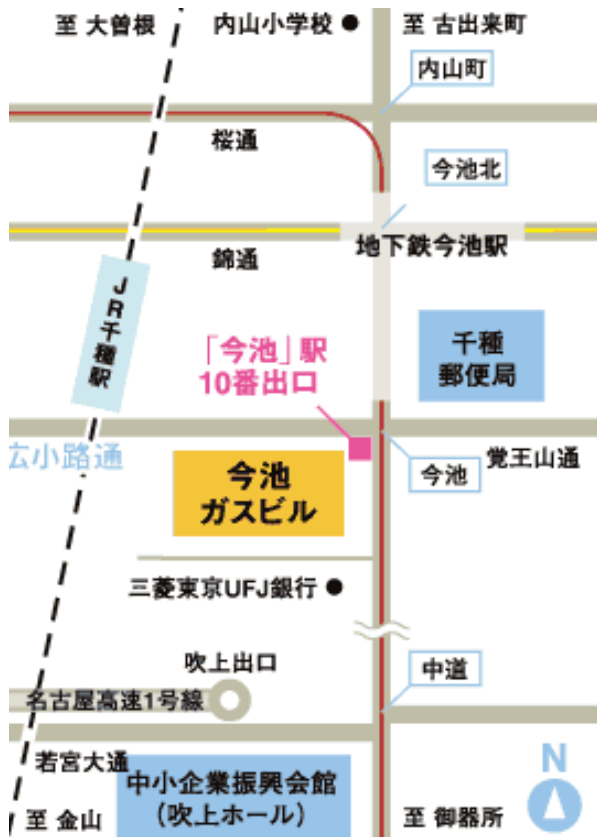 至 大曽根
内山小学校
至 古出来町
内山町
桜通
今池北
地下鉄今池駅
錦通
JR千種駅
「今池」駅
10番出口
千種
郵便局
広小路通
覚王山通
今池
今池
ガスビル
三菱東京UFJ銀行
吹上出口
中道
名古屋高速1号線
若宮大通
中小企業振興会館
（吹上ホール）
N
至 金山
至 御器所